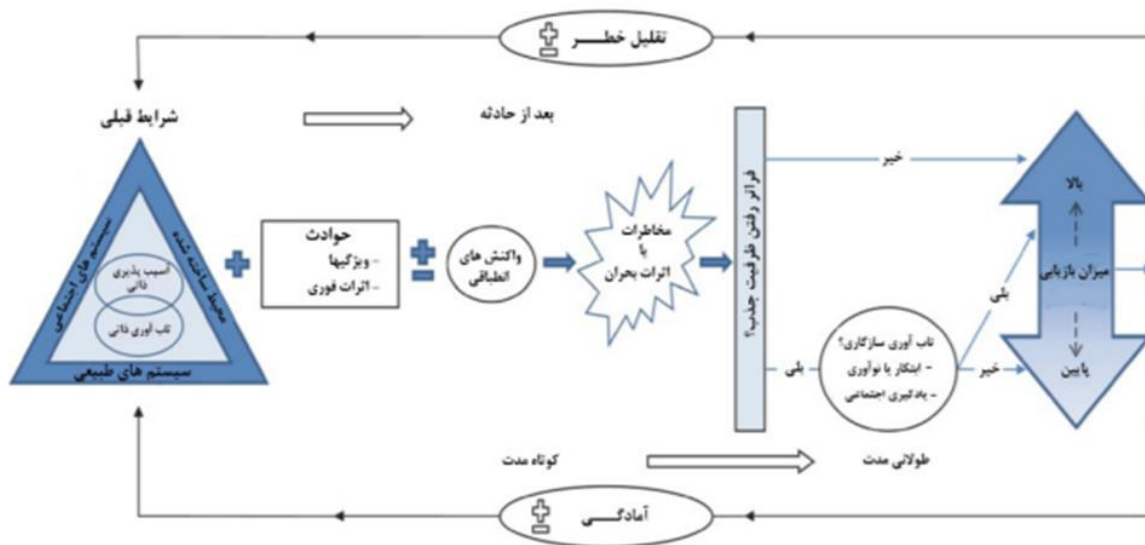 تقلیل خطـــر
شرایط قبلی
بعد از حادثه
سیستم های اجتماعی
محیط ساخته شده
سیستم های طبیعی
آسیب پذیری
ذاتی
تاب آوری ذاتی
حوادث
- ویژگیها
- اثرات فوری
واکنش های
انطباقی
مخاطرات
یا
اثرات بحران
فراتر رفتن ظرفیت جذب؟
خیر
بلی
تاب آوری سازگاری؟
- ابتکار یا نوآوری
- یادگیری اجتماعی
بلی
خیر
بالا
میزان بازیابی
پایین
کوتاه مدت
طولانی مدت
آمادگـــی